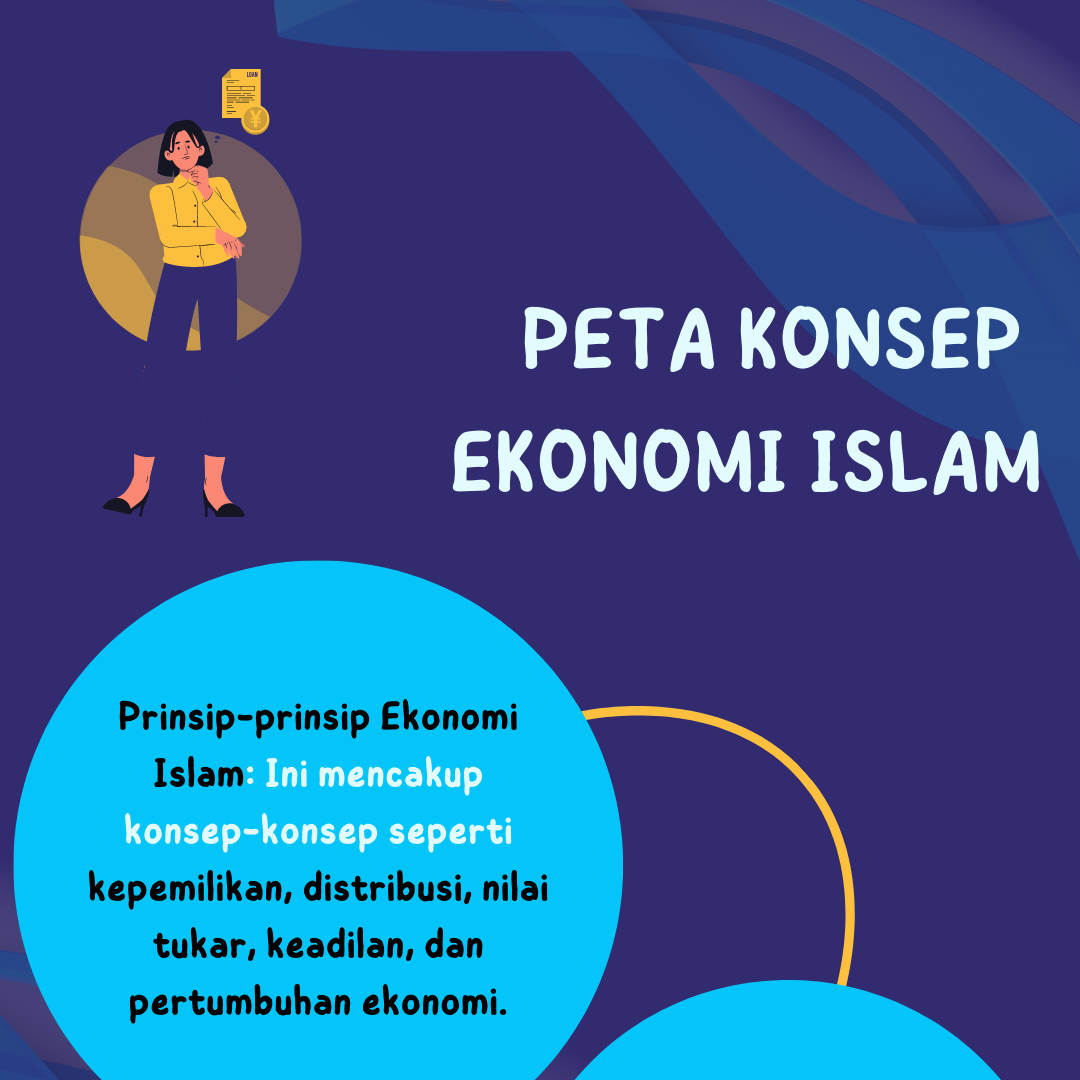 LOAN
PETA KONSEP
EKONOMI ISLAM
Prinsip-prinsip Ekonomi
Islam: Ini mencakup
konsep-konsep seperti
kepemilikan, distribusi, nilai
tukar, keadilan, dan
pertumbuhan ekonomi.